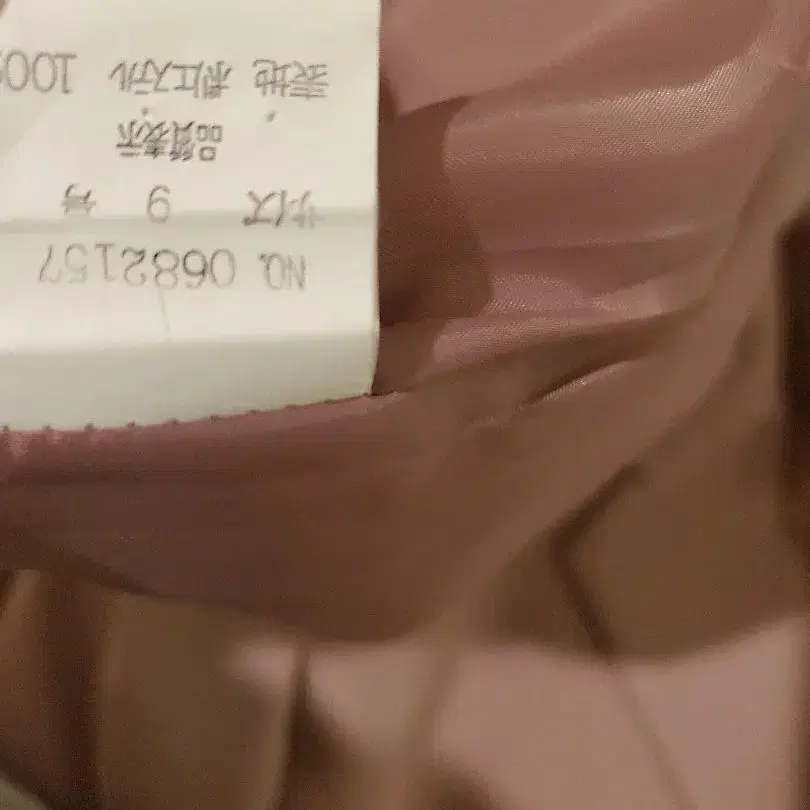 NO. 0682157
サイズ 9 号
品質表示
表地 ポリエステル 100